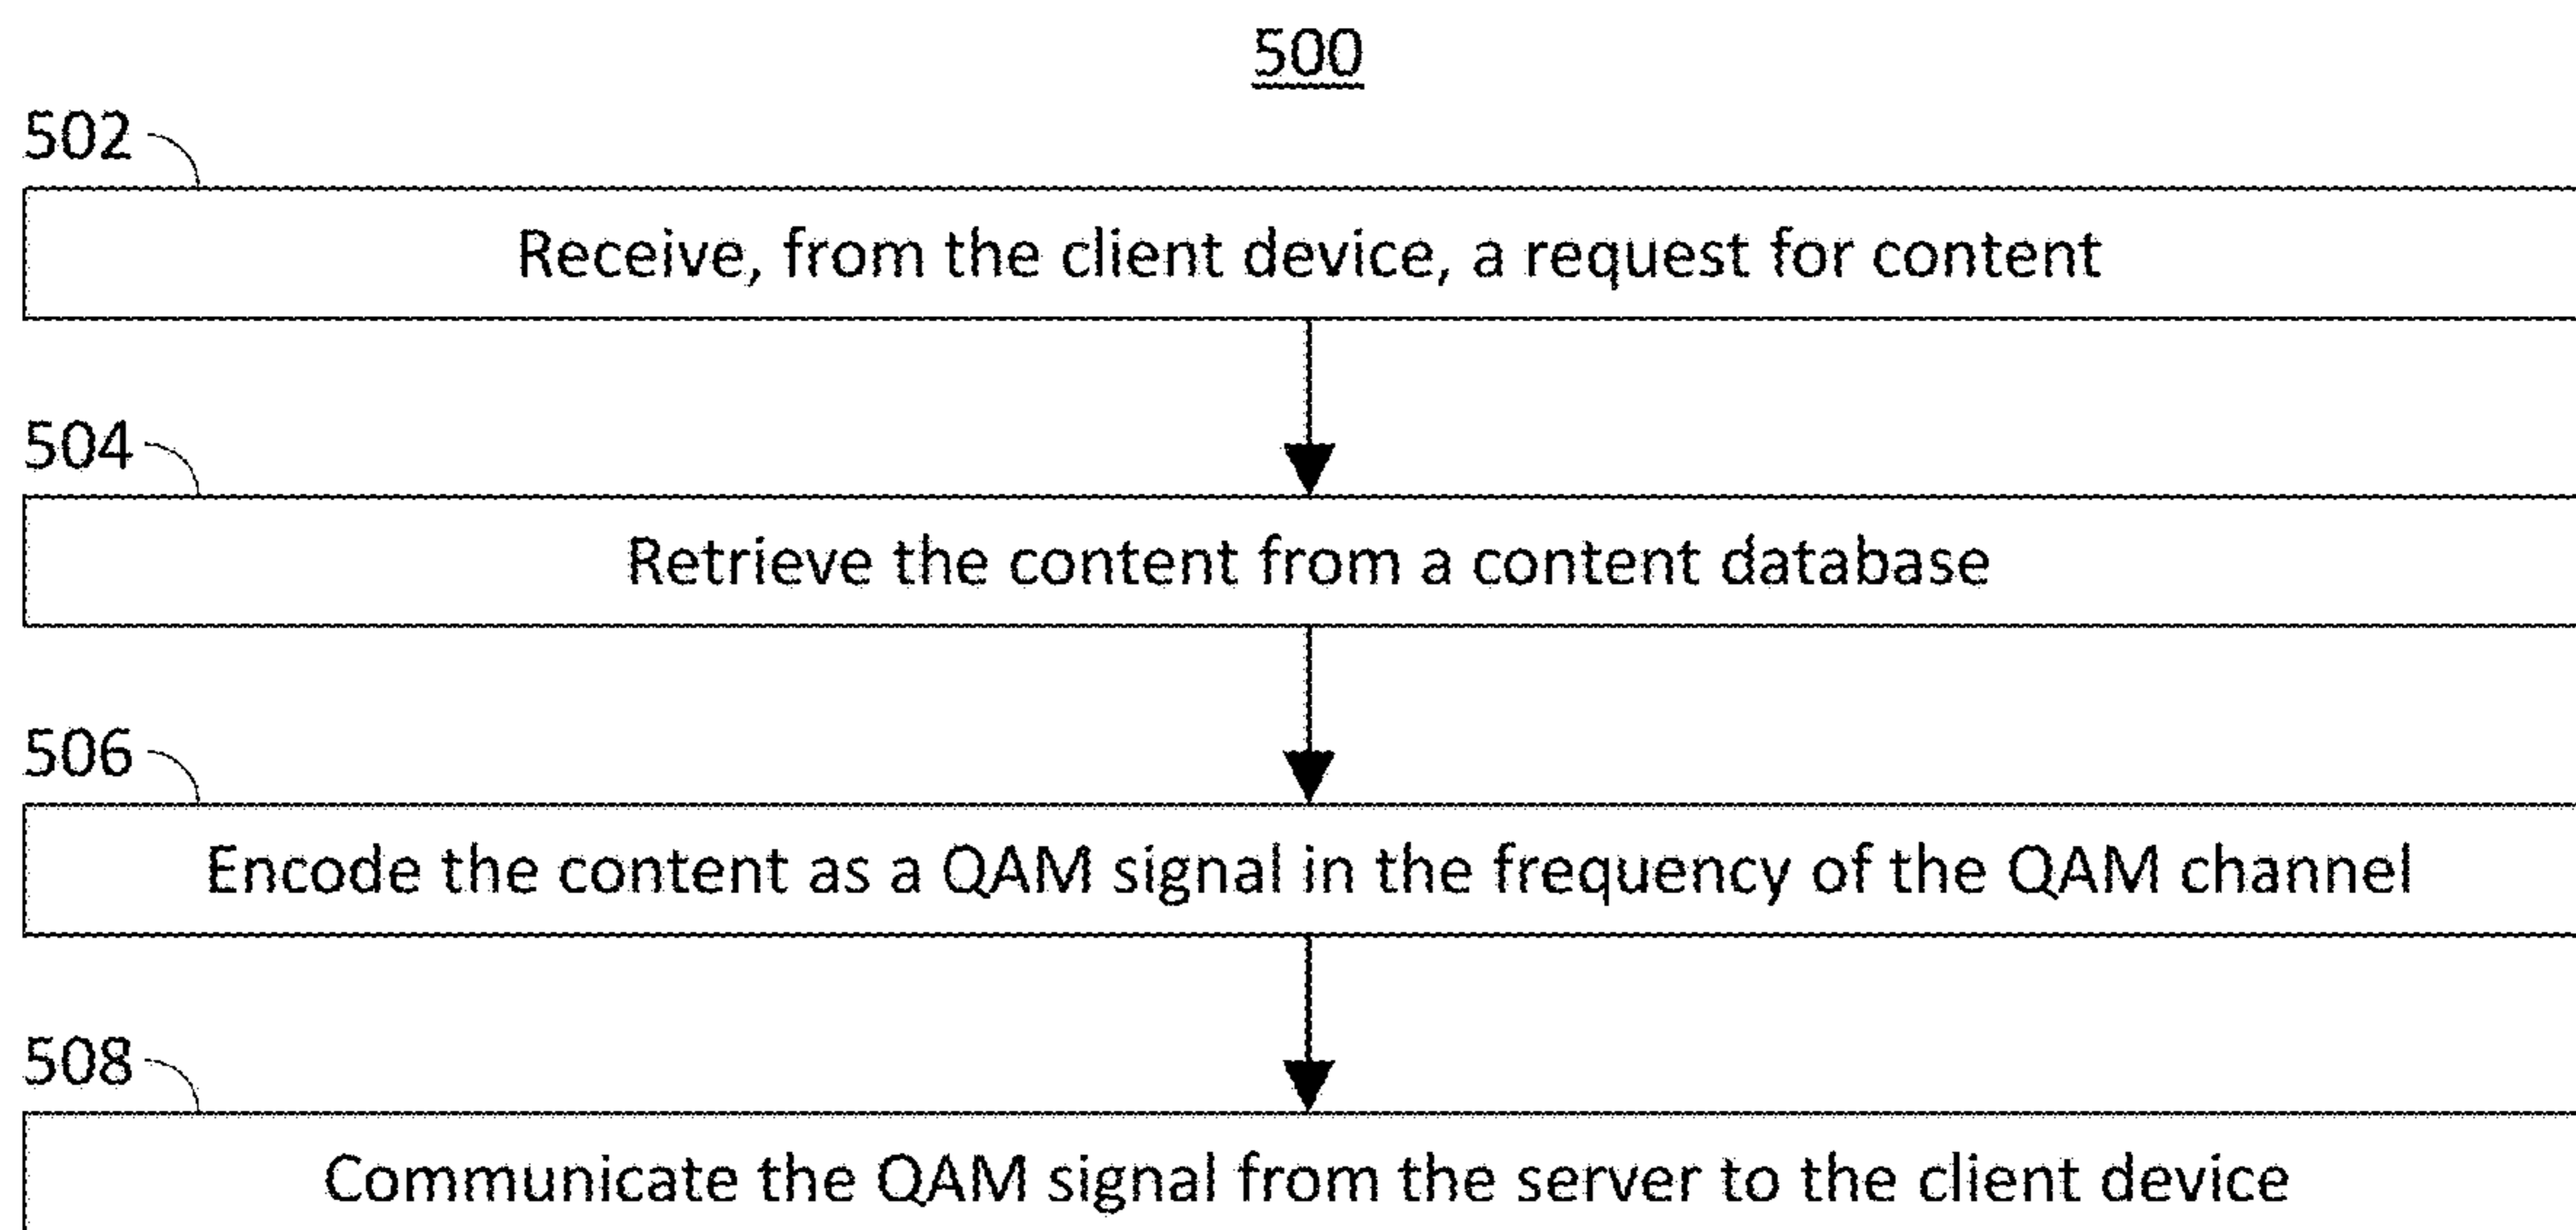 500
502
Receive, from the client device, a request for content
504
Retrieve the content from a content database
506
Encode the content as a QAM signal in the frequency of the QAM channel
508
Communicate the QAM signal from the server to the client device